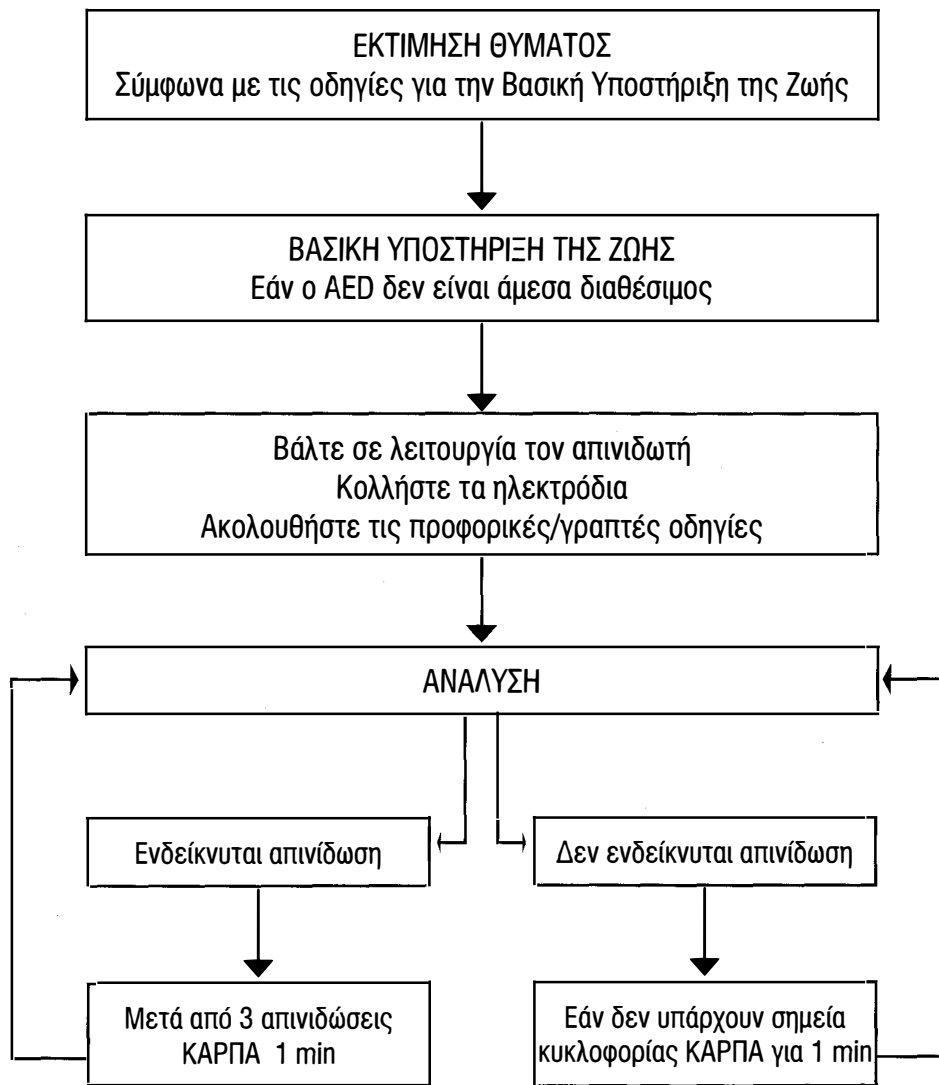 ΕΚΤΙΜΗΣΗ ΘΥΜΑΤΟΣ
Σύμφωνα με τις οδηγίες για την Βασική Υποστήριξη της Ζωής
ΒΑΣΙΚΗ ΥΠΟΣΤΗΡΙΞΗ ΤΗΣ ΖΩΗΣ
Εάν ο AED δεν είναι άμεσα διαθέσιμος
Βάλτε σε λειτουργία τον απινιδωτή
Κολλήστε τα ηλεκτρόδια
Ακολουθήστε τις προφορικές/γραπτές οδηγίες
ΑΝΑΛΥΣΗ
Ενδείκνυται απινίδωση
Δεν ενδείκνυται απινίδωση
Μετά από 3 απινιδώσεις
ΚΑΡΠΑ 1 min
Εάν δεν υπάρχουν σημεία
κυκλοφορίας ΚΑΡΠΑ για 1 min